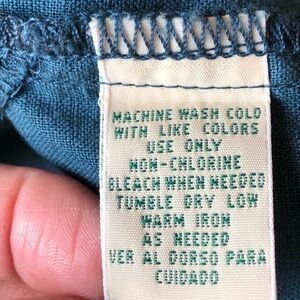 MACHINE WASH COLD
WITH LIKE COLORS
USE ONLY
NON-CHLORINE
BLEACH WHEN NEEDED
TUMBLE DRY LOW
WARM IRON
AS NEEDED
VER AL DORSO PARA
CUIDADO